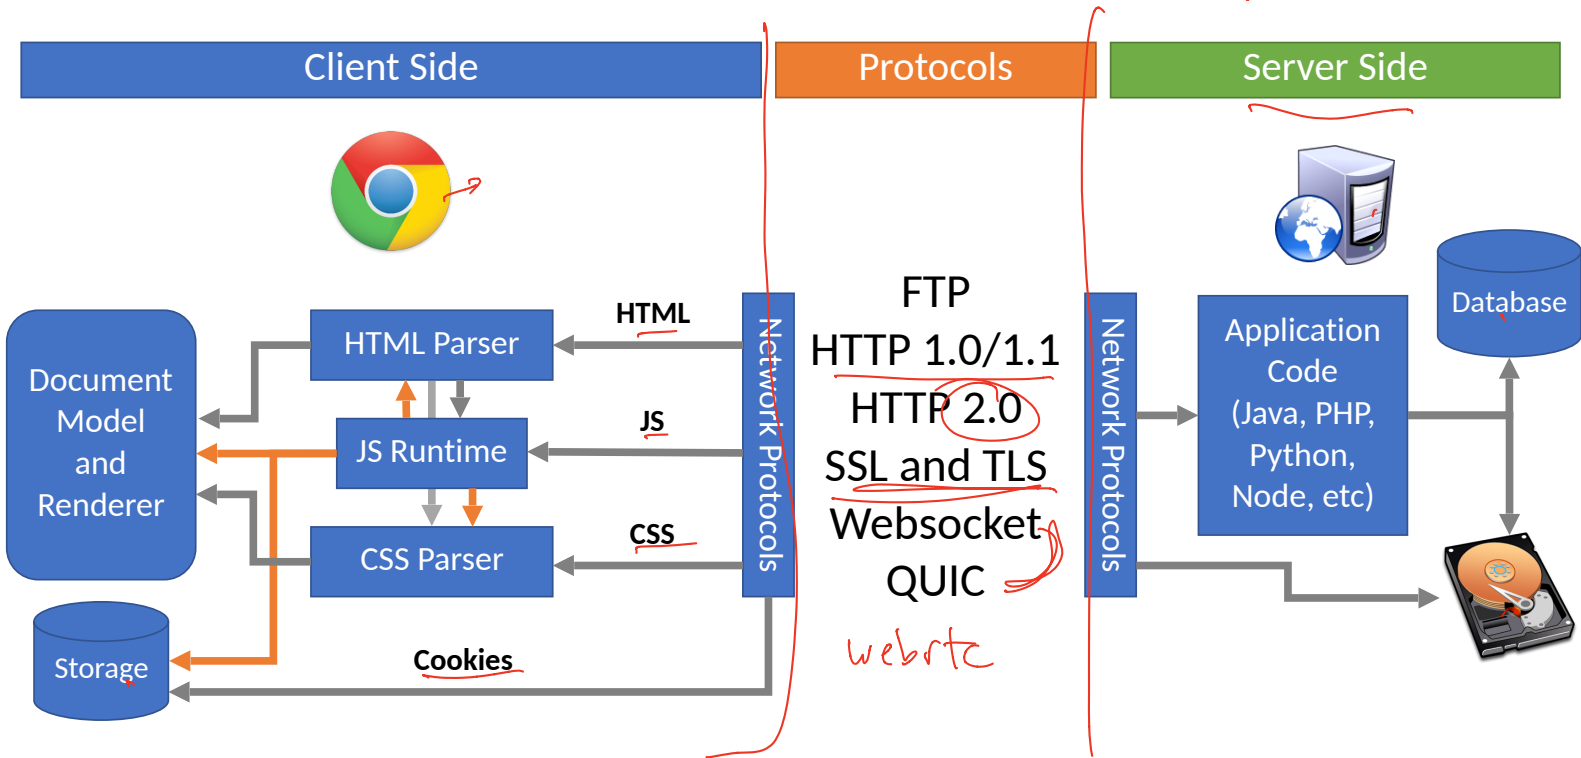 Client Side
Protocols
Server Side
Document
Model
and
Renderer
HTML Parser
JS Runtime
CSS Parser
Storage
HTML
JS
CSS
Cookies
Network Protocols
FTP
HTTP 1.0/1.1
HTTP 2.0
SSL and TLS
Websocket
QUIC
webrtc
Network Protocols
Application
Code
(Java, PHP,
Python,
Node, etc)
Database